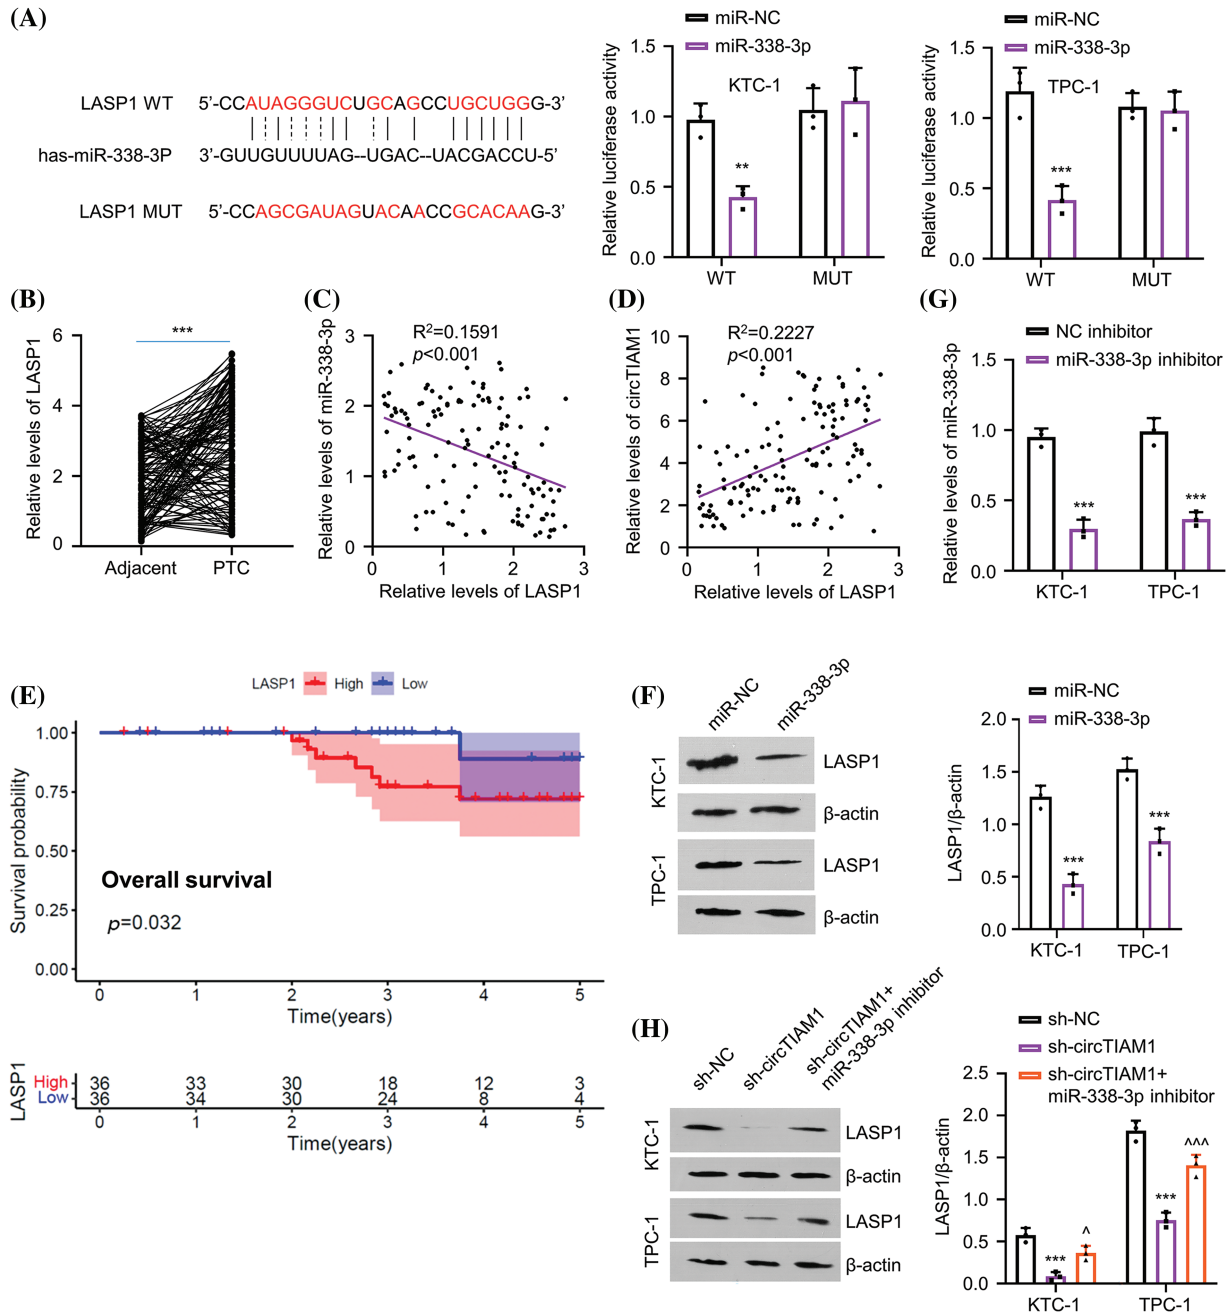 (A)
LASP1 WT 5'-CCAUAGGGUCUGCAGCCUGCUGGG-3'
has-miR-338-3P 3'-GUUGUUUUAG--UGAC--UACGACCU-5'
LASP1 MUT 5'-CCAGCGAUAGUACAACCGCACAAG-3'
miR-NC
miR-338-3p
KTC-1
Relative luciferase activity
1.5
1.0
0.5
0.0
**
WT MUT
miR-NC
miR-338-3p
TPC-1
Relative luciferase activity
1.5
1.0
0.5
0.0
***
WT MUT
(B)
Relative levels of LASP1
6
4
2
0
***
Adjacent PTC
(C)
Relative levels of miR-338-3p
3
2
1
0
R2=0.1591
p<0.001
0 1 2 3
Relative levels of LASP1
(D)
Relative levels of circTIAM1
10
8
6
4
2
0
R2=0.2227
p<0.001
0 1 2 3
Relative levels of LASP1
(G)
NC inhibitor
miR-338-3p inhibitor
Relative levels of miR-338-3p
1.5
1.0
0.5
0.0
*** ***
KTC-1 TPC-1
(E)
LASP1 High Low
Survival probability
1.00
0.75
0.50
0.25
0.00
Overall survival
p=0.032
0 1 2 3 4 5
Time(years)
LASP1
High 36 33 30 18 12 3
Low 36 34 30 24 8 4
0 1 2 3 4 5
Time(years)
(F)
miR-NC miR-338-3p
KTC-1
LASP1
β-actin
TPC-1
LASP1
β-actin
miR-NC
miR-338-3p
LASP1/β-actin
2.0
1.5
1.0
0.5
0.0
*** ***
KTC-1 TPC-1
(H)
sh-NC
sh-circTIAM1
sh-circTIAM1+
miR-338-3p inhibitor
KTC-1
LASP1
β-actin
TPC-1
LASP1
β-actin
sh-NC
sh-circTIAM1
sh-circTIAM1+
miR-338-3p inhibitor
LASP1/β-actin
2.5
2.0
1.5
1.0
0.5
0.0
*** ^ *** ^^^
KTC-1 TPC-1